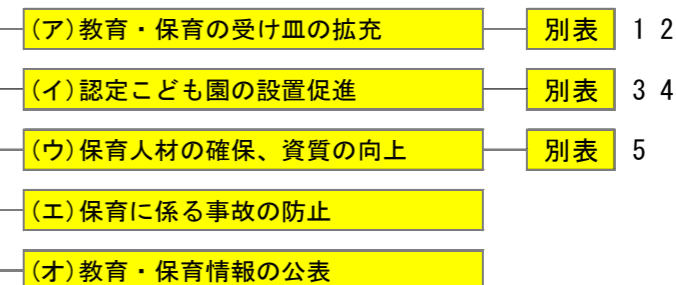 (ア)教育・保育の受け皿の拡充 別表 1 2
(イ)認定こども園の設置促進 別表 3 4
(ウ)保育人材の確保、資質の向上 別表 5
(エ)保育に係る事故の防止
(オ)教育・保育情報の公表